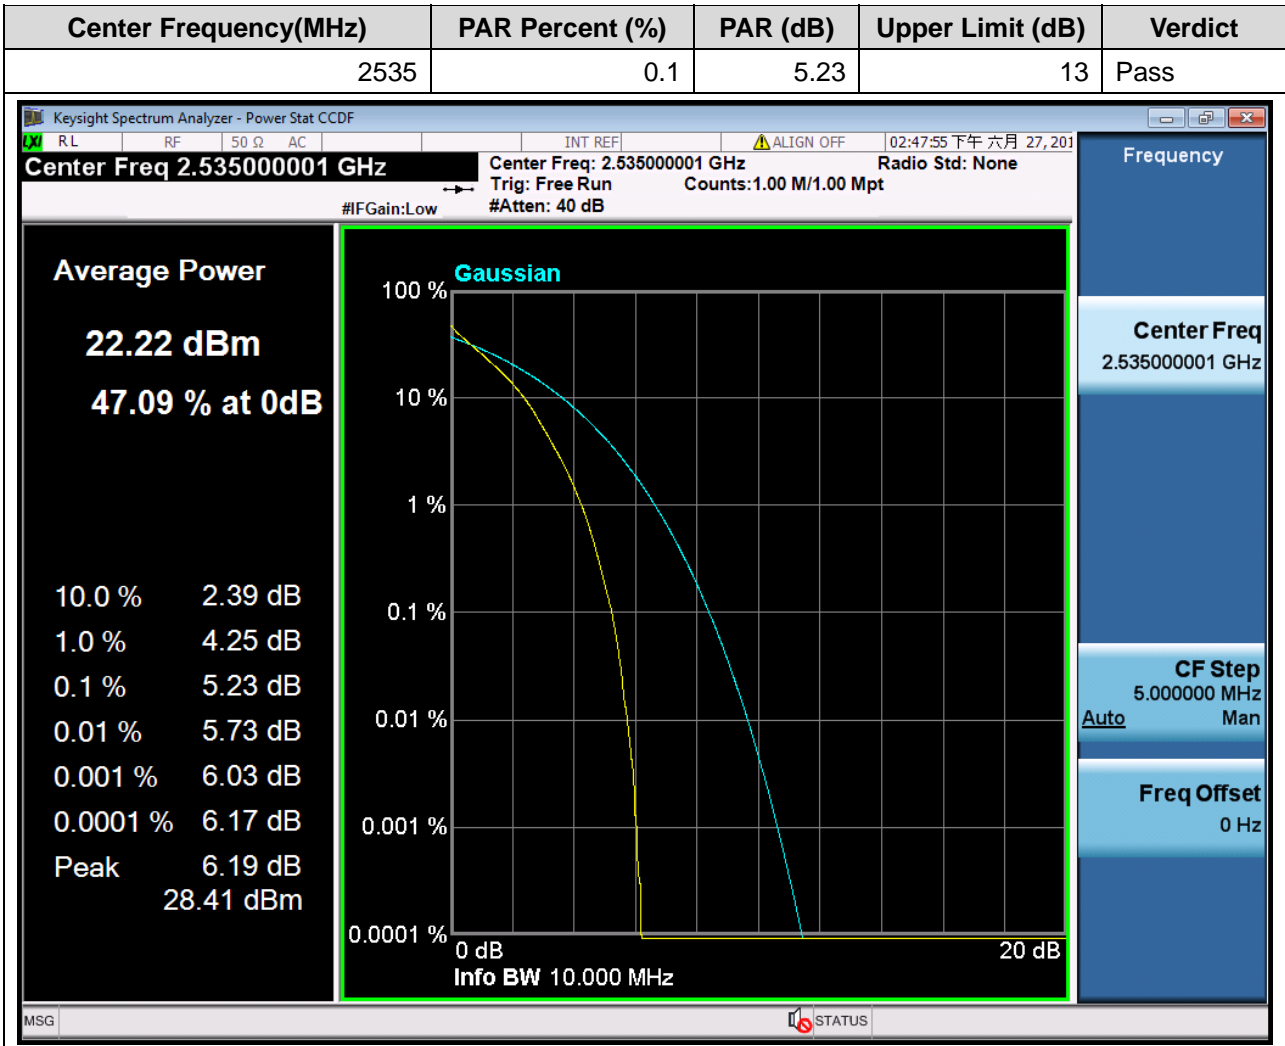 Center Frequency(MHz) PAR Percent (%) PAR (dB) Upper Limit (dB) Verdict
2535 0.1 5.23 13 Pass
Keysight Spectrum Analyzer - Power Stat CCDF
LXI RL RF 50 Ω AC INT REF ALIGN OFF 02:47:55 下午 六月 27, 201
Center Freq 2.535000001 GHz
Center Freq: 2.535000001 GHz Radio Std: None
Trig: Free Run Counts:1.00 M/1.00 Mpt
#IFGain:Low #Atten: 40 dB
Frequency
Average Power
22.22 dBm
47.09 % at 0dB
10.0 % 2.39 dB
1.0 % 4.25 dB
0.1 % 5.23 dB
0.01 % 5.73 dB
0.001 % 6.03 dB
0.0001 % 6.17 dB
Peak 6.19 dB
28.41 dBm
Gaussian
100 %
10 %
1 %
0.1 %
0.01 %
0.001 %
0.0001 %
0 dB 20 dB
Info BW 10.000 MHz
Center Freq
2.535000001 GHz
CF Step
5.000000 MHz
Auto Man
Freq Offset
0 Hz
MSG STATUS